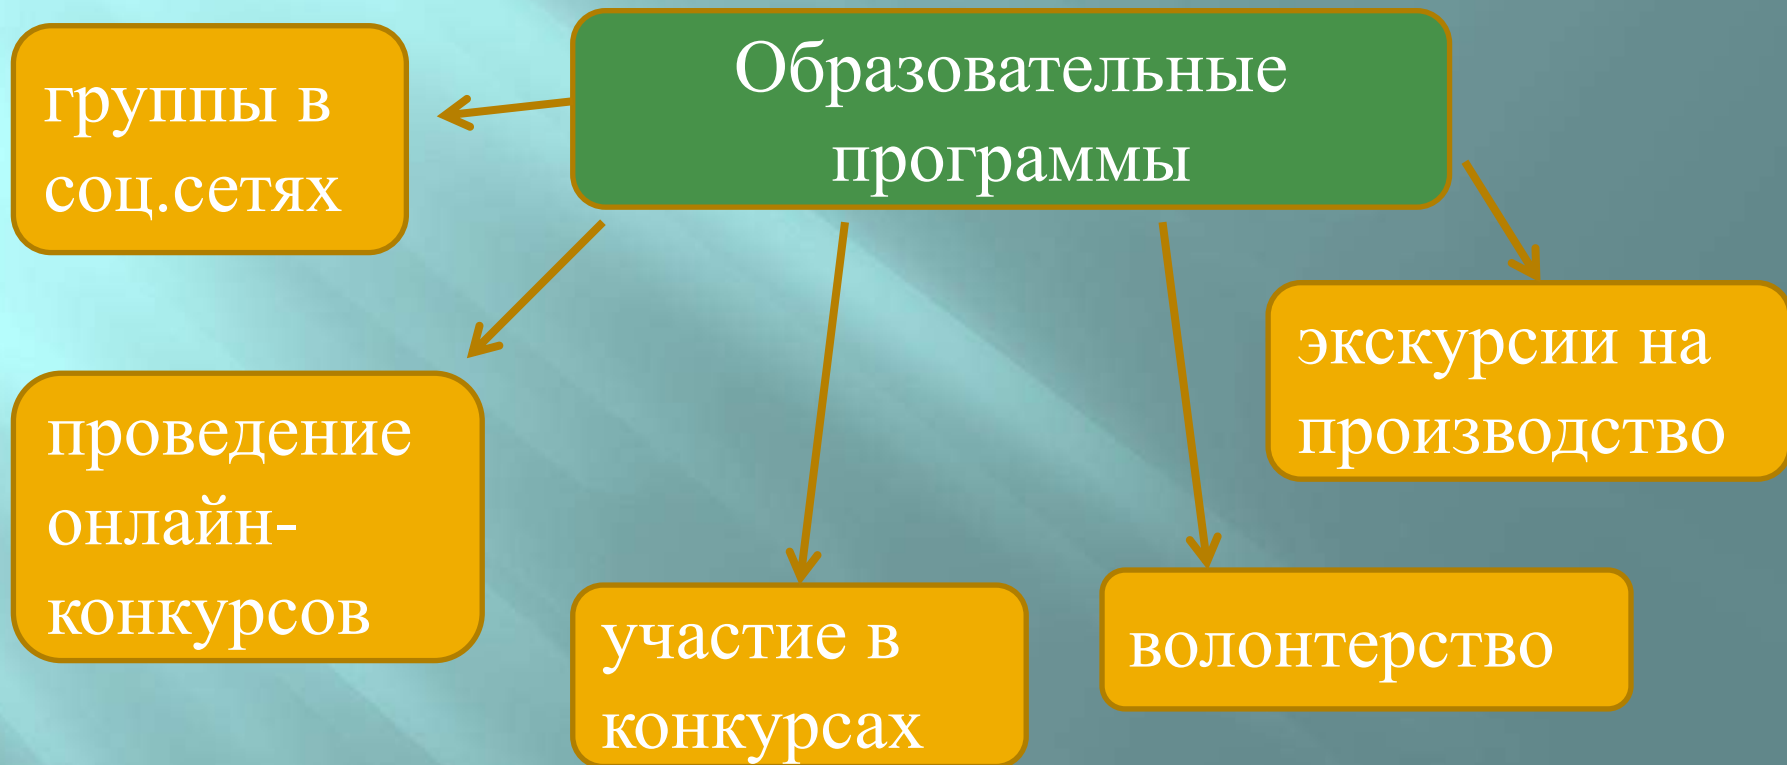 Образовательные
программы
группы в
соц.сетях
проведение
онлайн-
конкурсов
участие в
конкурсах
волонтерство
экскурсии на
производство